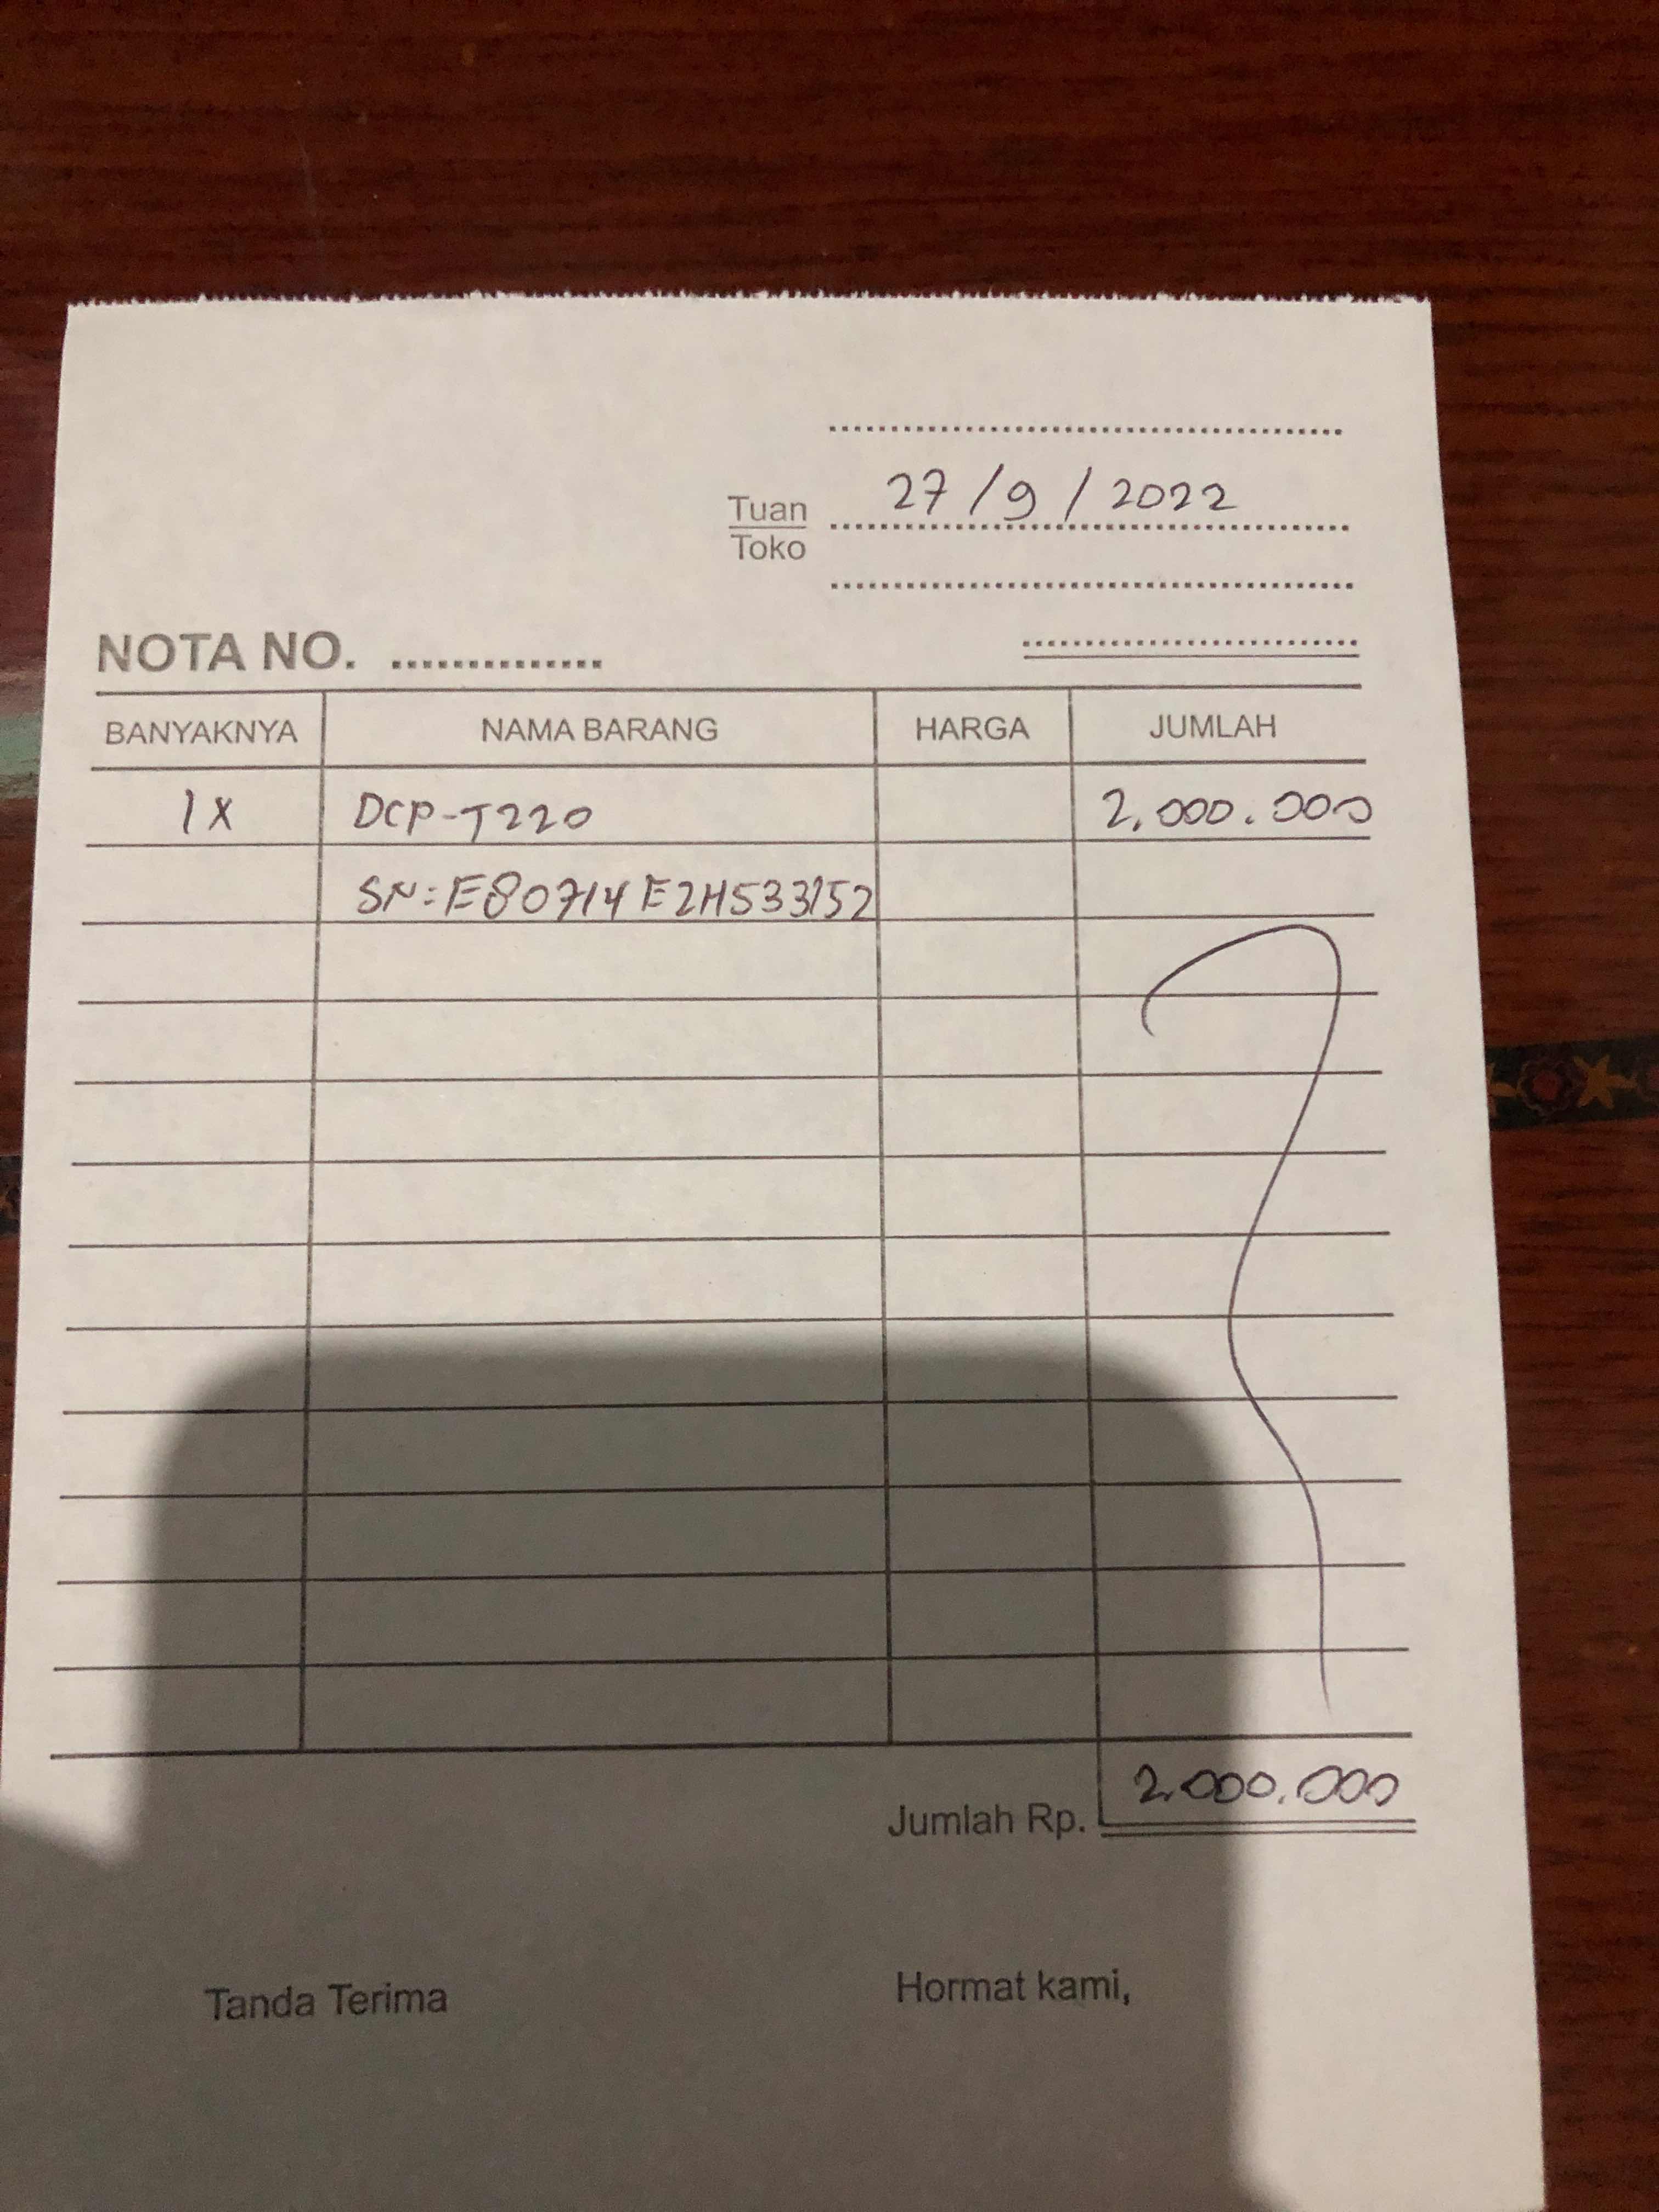 27/9/2022
Tuan
Toko
NOTA NO. ..............
BANYAKNYA NAMA BARANG HARGA JUMLAH
1X DCP-T220 2.000.000
SN=E80714E2H533152
Jumlah Rp. 2.000.000
Tanda Terima Hormat kami,